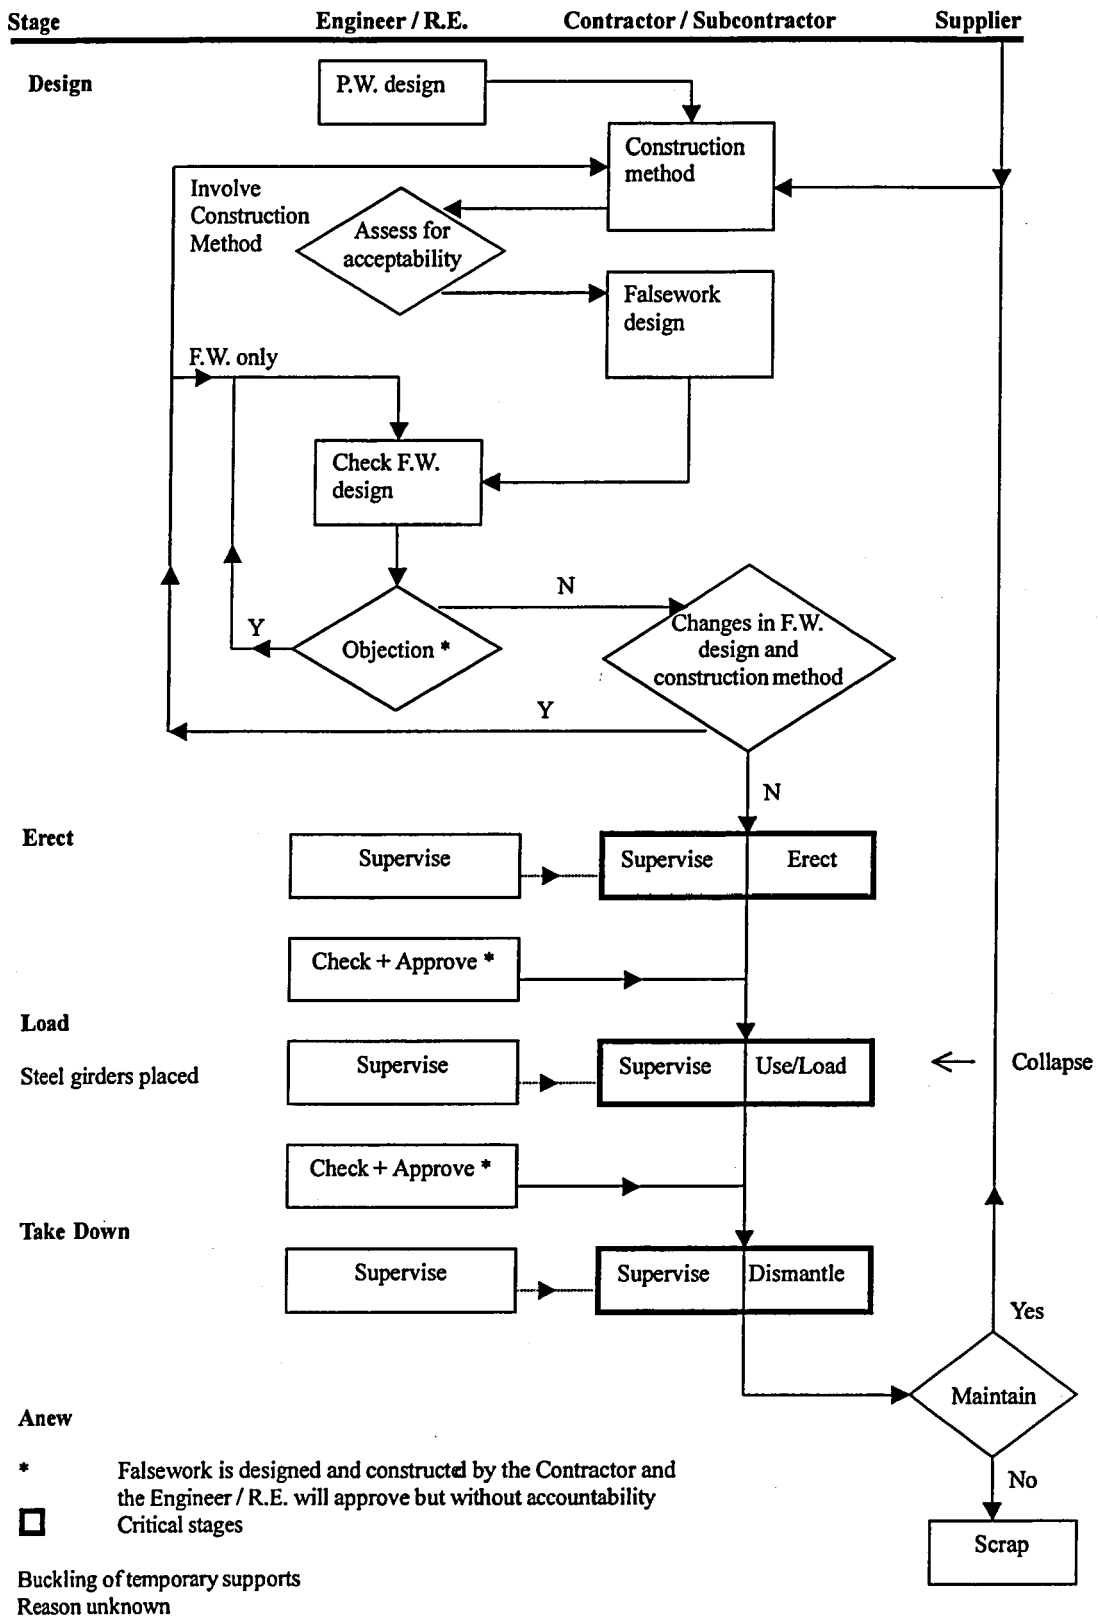 Stage Engineer / R.E. Contractor / Subcontractor Supplier
Design
P.W. design
Construction
method
Involve
Construction
Method
Assess for
acceptability
Falsework
design
F.W. only
Check F.W.
design
N
Y
Objection *
Changes in F.W.
design and
construction method
Y
N
Erect
Supervise
Supervise Erect
Check + Approve *
Load
Steel girders placed
Supervise
Supervise Use/Load
Collapse
Check + Approve *
Take Down
Supervise
Supervise Dismantle
Yes
Maintain
Anew
No
Scrap
* Falsework is designed and constructed by the Contractor and
the Engineer / R.E. will approve but without accountability
Critical stages
Buckling of temporary supports
Reason unknown